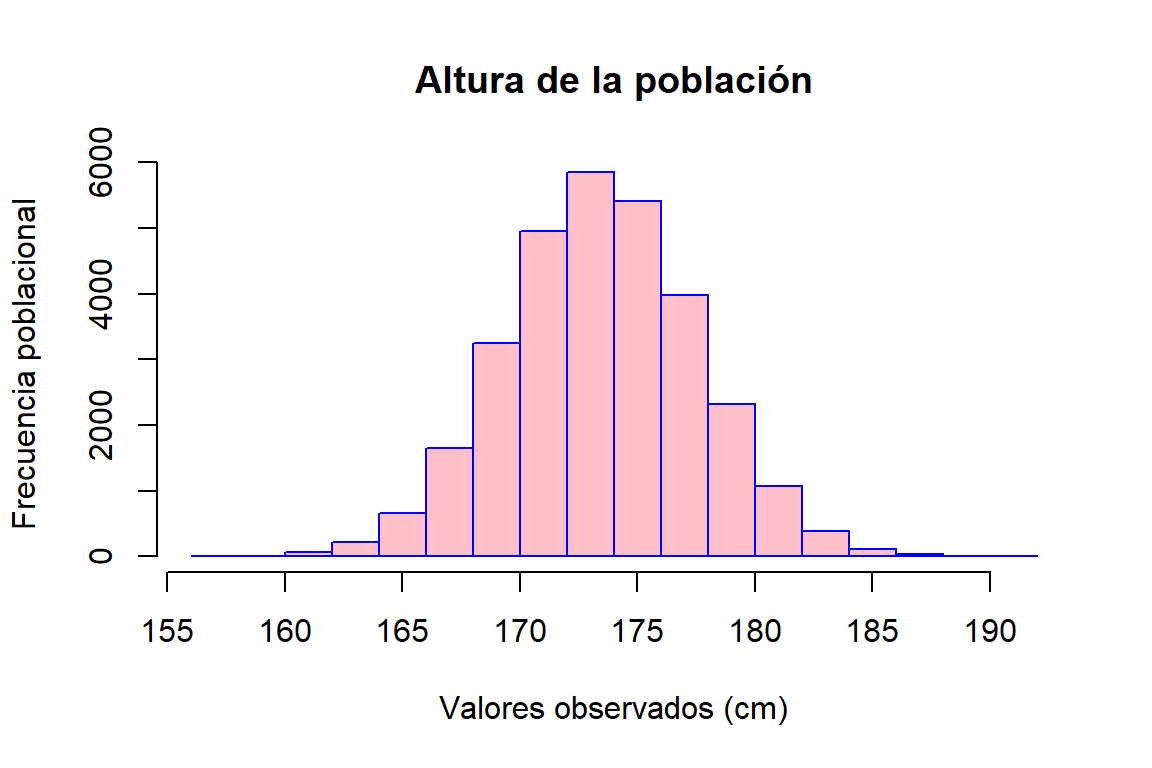 Altura de la población
Frecuencia poblacional
6000
4000
2000
0
155 160 165 170 175 180 185 190
Valores observados (cm)